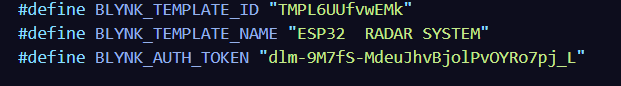 #define BLYNK_TEMPLATE_ID "TMPL6UUfvwEMk"
#define BLYNK_TEMPLATE_NAME "ESP32  RADAR SYSTEM"
#define BLYNK_AUTH_TOKEN "dlm-9M7fS-MdeuJhvBjolPvOYRo7pj_L"